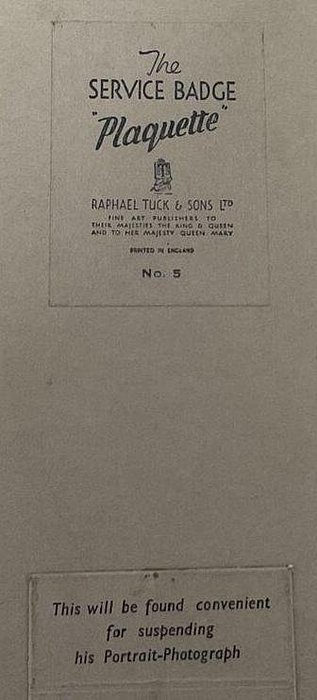 The
SERVICE BADGE
"Plaquette"
RAPHAEL TUCK & SONS LTD
FINE ART PUBLISHERS TO
THEIR MAJESTIES THE KING & QUEEN
AND TO HER MAJESTY QUEEN MARY
PRINTED IN ENGLAND
No. 5
This will be found convenient
for suspending
his Portrait-Photograph